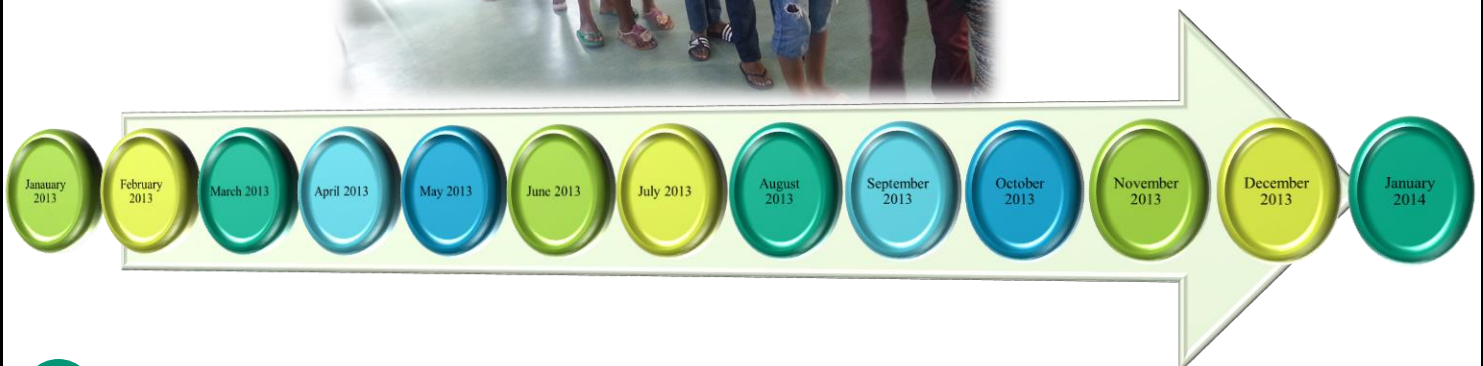 Janauary
2013
February
2013
March 2013
April 2013
May 2013
June 2013
July 2013
August
2013
September
2013
October
2013
November
2013
December
2013
January
2014